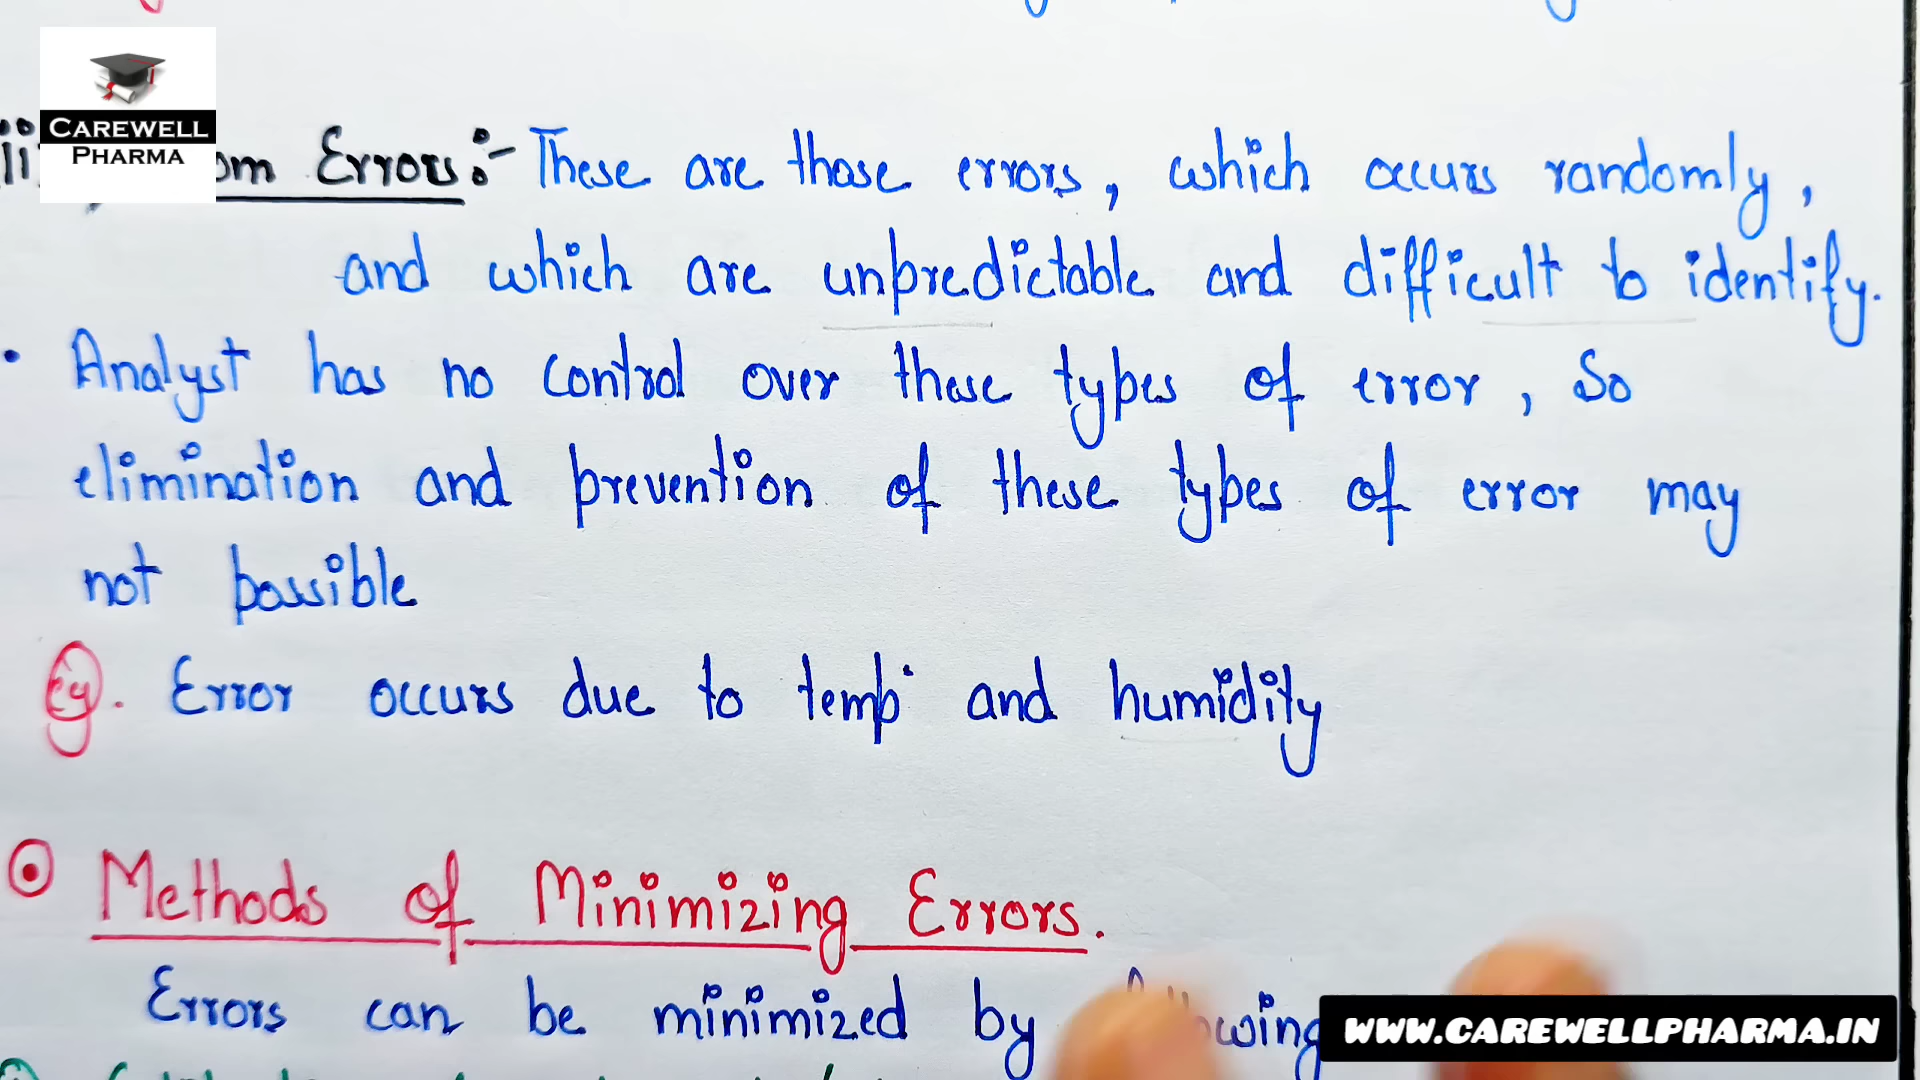 CAREWELL
PHARMA
om Errors:- These are those errors, which occurs randomly,
and which are unpredictable and difficult to identify.
• Analyst has no control over these types of error, So
elimination and prevention of these types of error may
not possible
Eg. Error occurs due to temp. and humidity
Methods of Minimizing Errors.
Errors can be minimized by
WWW.CAREWELLPHARMA.IN